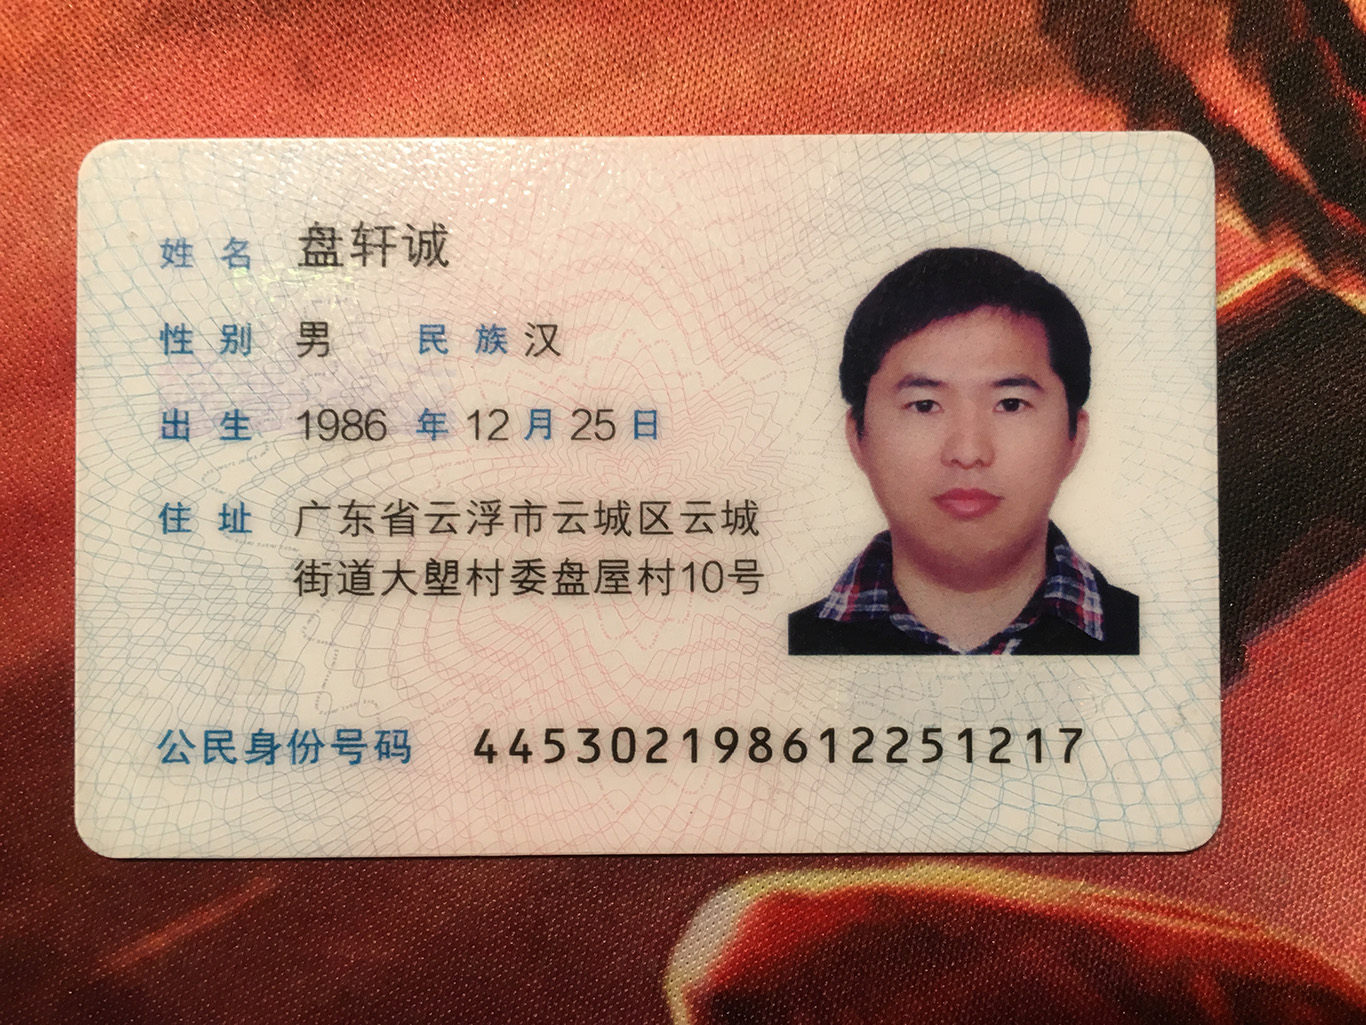 姓名 盘轩诚
性别 男 民族 汉
出生 1986 年 12 月 25 日
住址 广东省云浮市云城区云城
街道大塱村委盘屋村10号
公民身份号码 445302198612251217